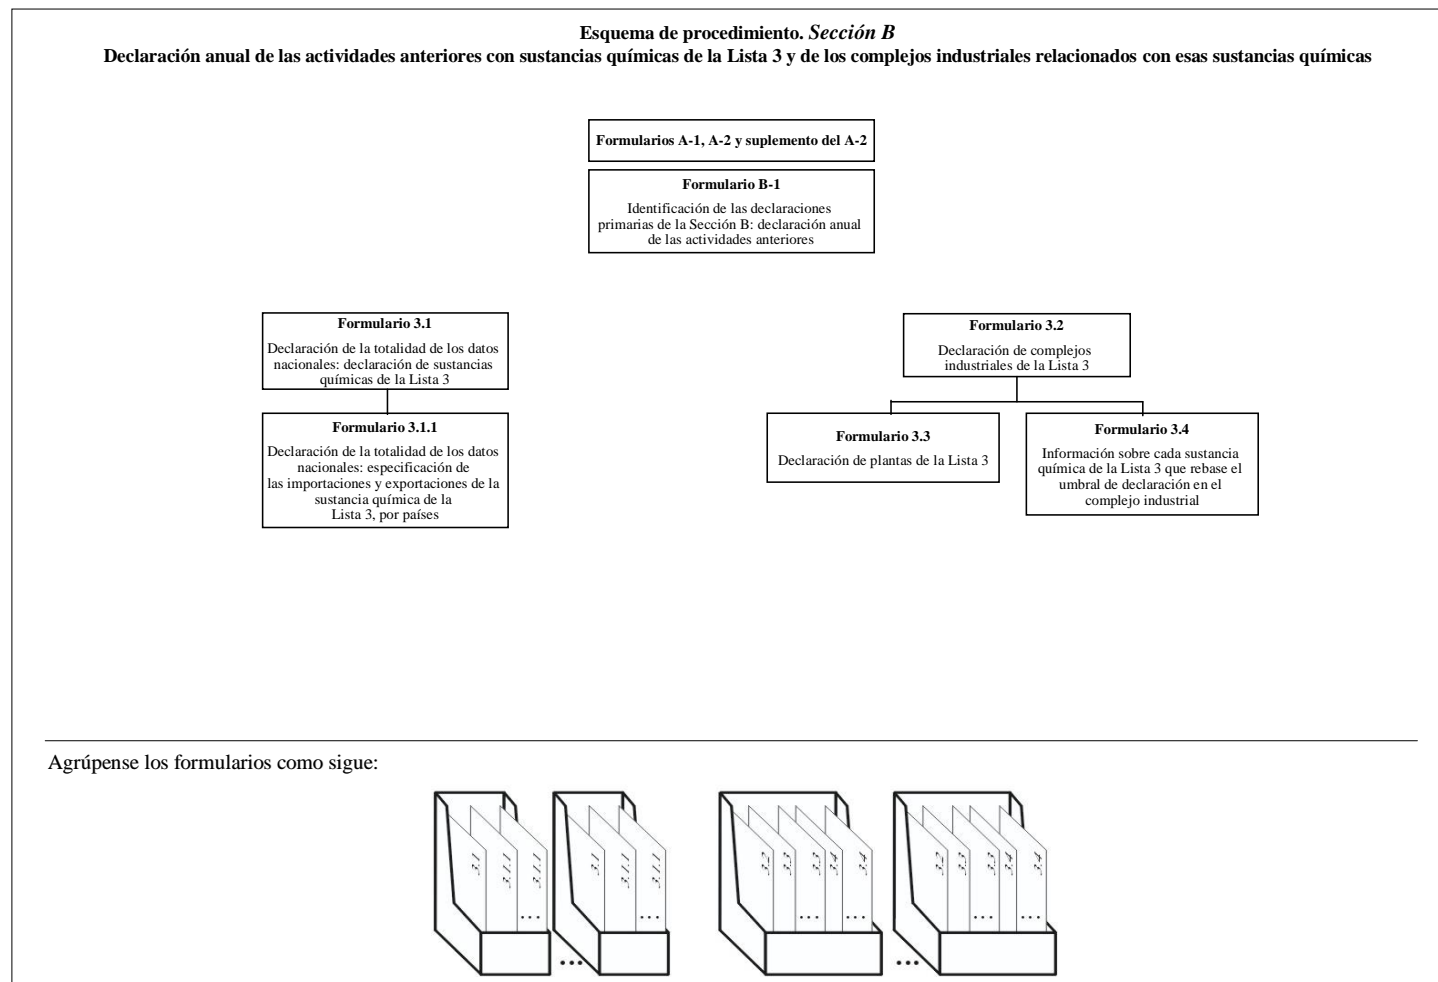 Esquema de procedimiento. Sección B
Declaración anual de las actividades anteriores con sustancias químicas de la Lista 3 y de los complejos industriales relacionados con esas sustancias químicas
Formularios A-1, A-2 y suplemento del A-2
Formulario B-1
Identificación de las declaraciones
primarias de la Sección B: declaración anual
de las actividades anteriores
Formulario 3.1
Declaración de la totalidad de los datos
nacionales: declaración de sustancias
químicas de la Lista 3
Formulario 3.1.1
Declaración de la totalidad de los datos
nacionales: especificación de
las importaciones y exportaciones de la
sustancia química de la
Lista 3, por países
Formulario 3.2
Declaración de complejos
industriales de la Lista 3
Formulario 3.3
Declaración de plantas de la Lista 3
Formulario 3.4
Información sobre cada sustancia
química de la Lista 3 que rebase el
umbral de declaración en el
complejo industrial
Agrúpense los formularios como sigue:
3.1
3.1.1
3.1.1
...
...
3.1
3.1.1
3.1.1
...
3.2
3.3
3.3
3.4
3.4
...
...
...
3.2
3.3
3.3
3.4
3.4
...
...